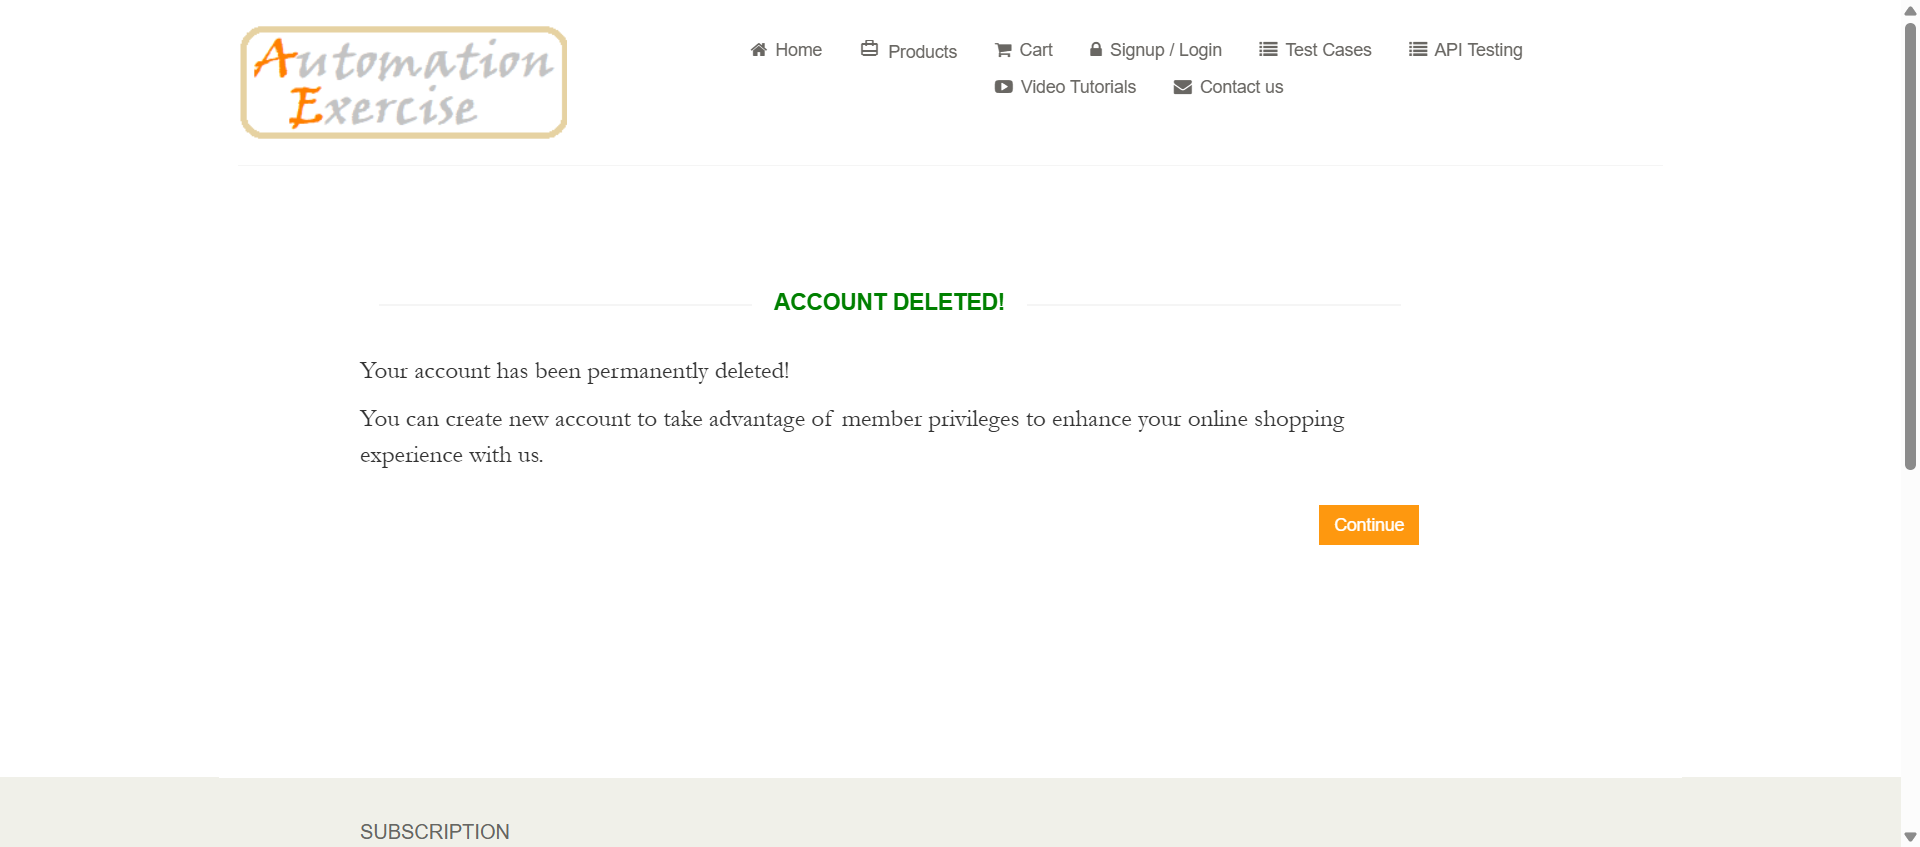 Automation
Exercise
Home
Products
Cart
Signup / Login
Test Cases
API Testing
Video Tutorials
Contact us
ACCOUNT DELETED!
Your account has been permanently deleted!
You can create new account to take advantage of member privileges to enhance your online shopping
experience with us.
Continue
SUBSCRIPTION